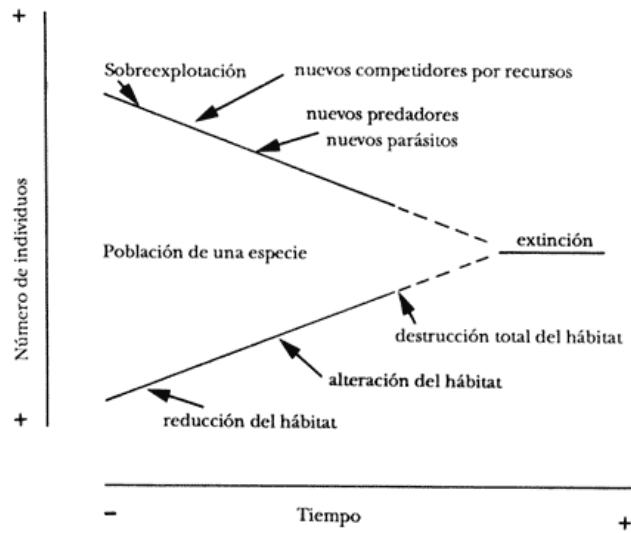 +
Sobreexplotación
nuevos competidores por recursos
nuevos predadores
nuevos parásitos
Número de individuos
Población de una especie
extinción
destrucción total del hábitat
alteración del hábitat
reducción del hábitat
+
−
Tiempo
+